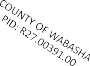 COUNTY OF WABASHA
PID: R27.00391.00